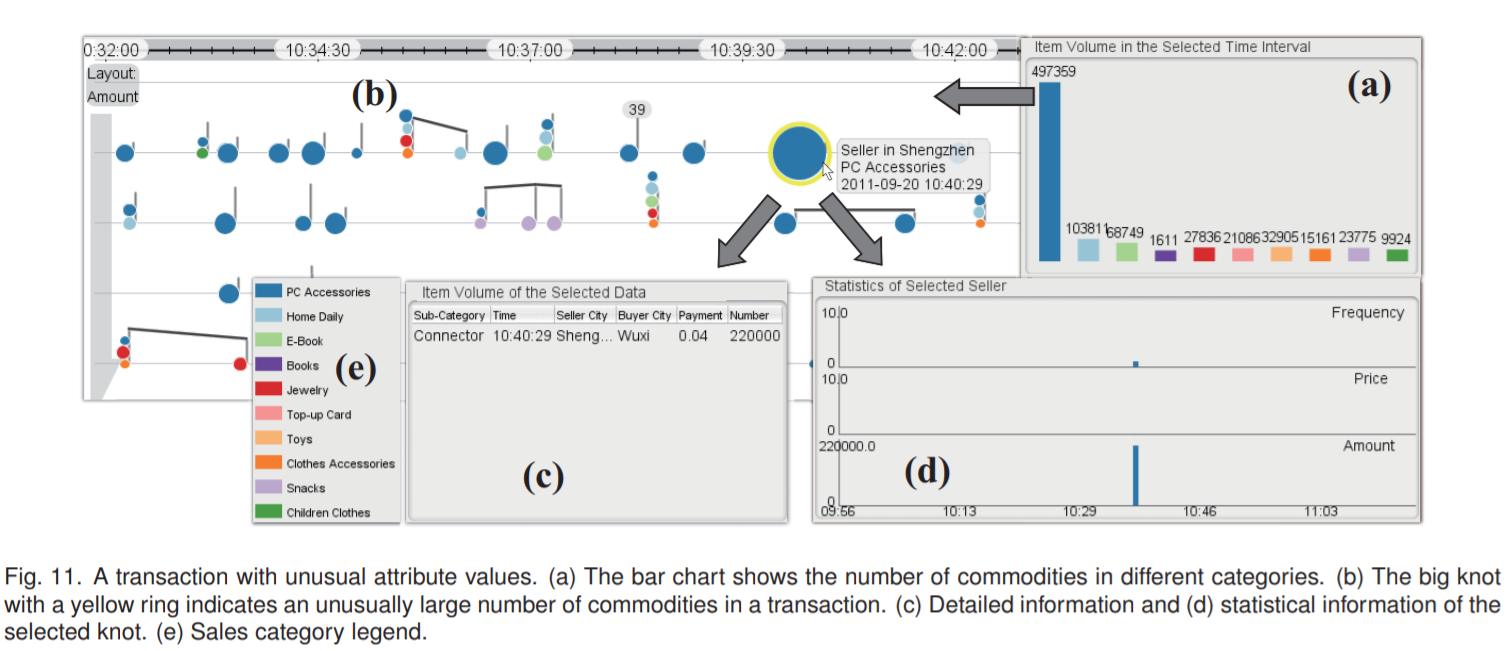 0:32:00 10:34:30 10:37:00 10:39:30 10:42:00
Layout:
Amount
(b)
39
Seller in Shengzhen
PC Accessories
2011-09-20 10:40:29
Item Volume in the Selected Time Interval
(a)
497359
103811 68749 1611 27836 21086 32905 15161 23775 9924
PC Accessories
Home Daily
E-Book
Books
Jewelry
Top-up Card
Toys
Clothes Accessories
Snacks
Children Clothes
(e)
Item Volume of the Selected Data
Sub-Category Time Seller City Buyer City Payment Number
Connector 10:40:29 Sheng... Wuxi 0.04 220000
(c)
Statistics of Selected Seller
10.0 Frequency
0
10.0 Price
0
220000.0 Amount
(d)
0
09:56 10:13 10:29 10:46 11:03
Fig. 11. A transaction with unusual attribute values. (a) The bar chart shows the number of commodities in different categories. (b) The big knot
with a yellow ring indicates an unusually large number of commodities in a transaction. (c) Detailed information and (d) statistical information of the
selected knot. (e) Sales category legend.